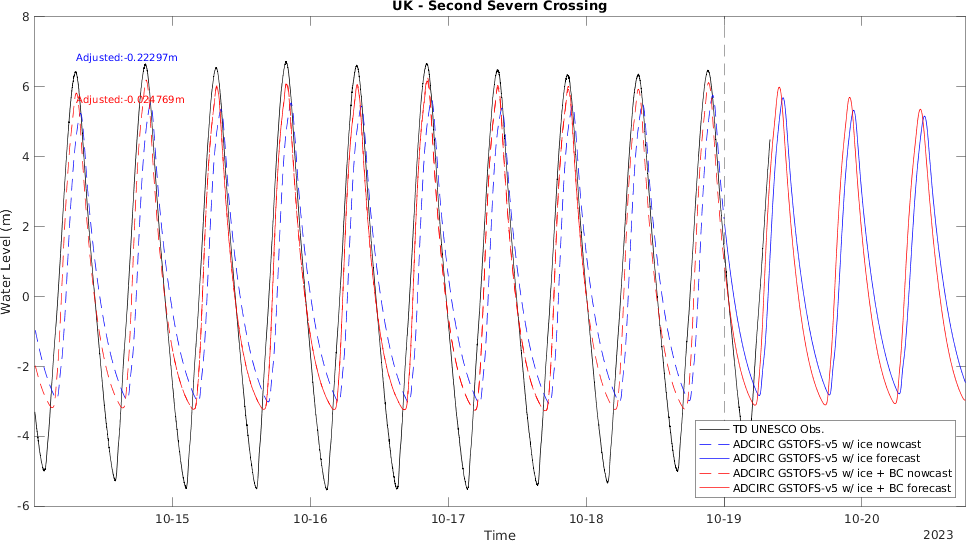 UK - Second Severn Crossing
8
6
4
2
0
-2
-4
-6
Water Level (m)
Adjusted:-0.22297m
Adjusted:-0.024769m
TD UNESCO Obs.
ADCIRC GSTOFS-v5 w/ ice nowcast
ADCIRC GSTOFS-v5 w/ ice forecast
ADCIRC GSTOFS-v5 w/ ice + BC nowcast
ADCIRC GSTOFS-v5 w/ ice + BC forecast
10-15 10-16 10-17 10-18 10-19 10-20
Time
2023